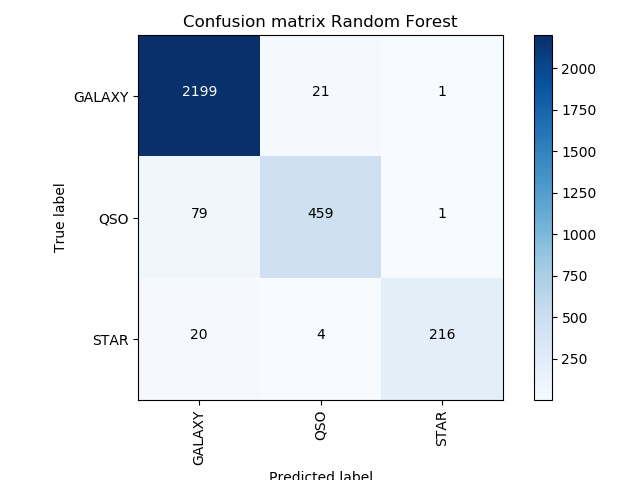 Confusion matrix Random Forest
GALAXY 2199 21 1
QSO 79 459 1
STAR 20 4 216
True label
GALAXY
QSO
STAR
Predicted label
2000
1750
1500
1250
1000
750
500
250